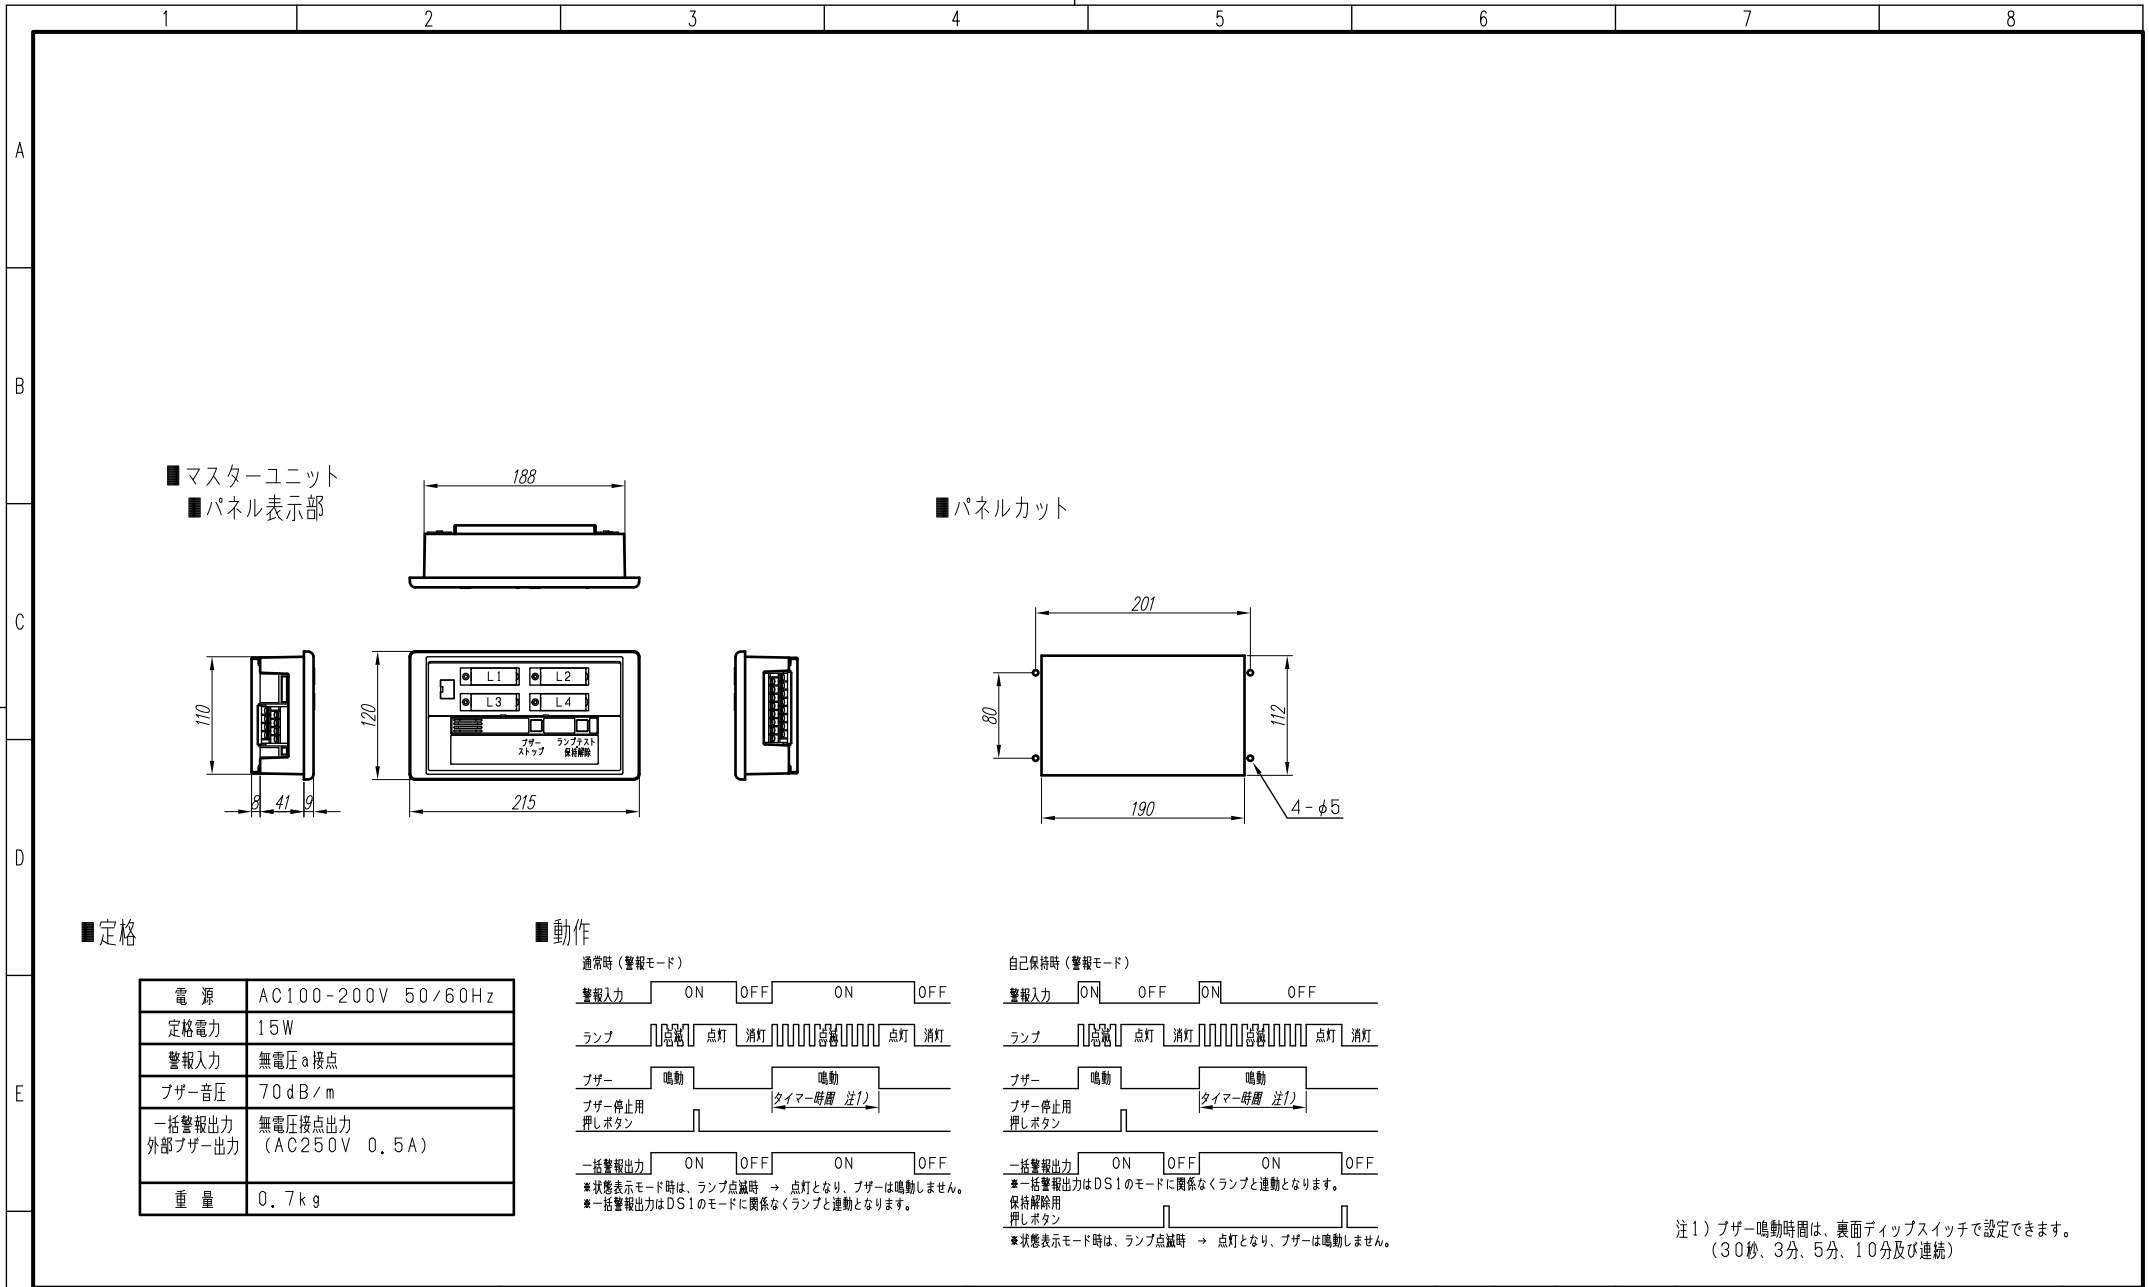 1 2 3 4 5 6 7 8
A
B
C
D
E
■マスターユニット
■パネル表示部
188
■パネルカット
110
8 41 9
120
L1 L2
L3 L4
ブザー
ストップ
ランプテスト
保持解除
215
201
80
112
190
4-φ5
■定格
電 源 AC100-200V 50/60Hz
定格電力 15W
警報入力 無電圧a接点
ブザー音圧 70dB/m
一括警報出力 無電圧接点出力
外部ブザー出力 (AC250V 0.5A)
重 量 0.7kg
■動作
通常時(警報モード)
警報入力 ON OFF ON OFF
ランプ 点滅 点灯 消灯 点滅 点灯 消灯
ブザー 鳴動 鳴動
タイマー時間 注1)
ブザー停止用
押しボタン
一括警報出力 ON OFF ON OFF
※状態表示モード時は、ランプ点滅時 → 点灯となり、ブザーは鳴動しません。
※一括警報出力はDS1のモードに関係なくランプと連動となります。
自己保持時(警報モード)
警報入力 ON OFF ON OFF
ランプ 点滅 点灯 消灯 点滅 点灯 消灯
ブザー 鳴動 鳴動
タイマー時間 注1)
ブザー停止用
押しボタン
一括警報出力 ON OFF ON OFF
※一括警報出力はDS1のモードに関係なくランプと連動となります。
保持解除用
押しボタン
※状態表示モード時は、ランプ点滅時 → 点灯となり、ブザーは鳴動しません。
注1)ブザー鳴動時間は、裏面ディップスイッチで設定できます。
(30秒、3分、5分、10分及び連続)